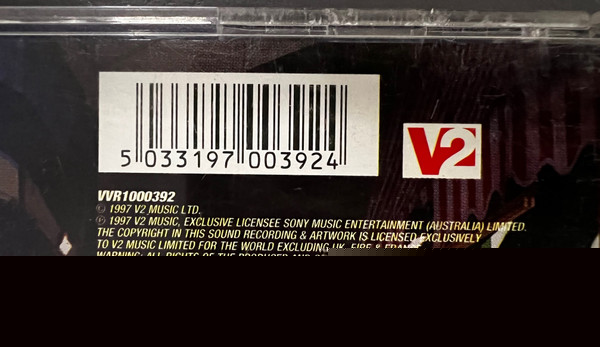 5 033197 003924
V2
VVR1000392
© 1997 V2 MUSIC LTD.
℗ 1997 V2 MUSIC, EXCLUSIVE LICENSEE SONY MUSIC ENTERTAINMENT (AUSTRALIA) LIMITED.
THE COPYRIGHT IN THIS SOUND RECORDING & ARTWORK IS LICENSED EXCLUSIVELY
TO V2 MUSIC LIMITED FOR THE WORLD EXCLUDING UK, EIRE & FRANCE
WARNING: ALL RIGHTS OF THE PRODUCER AND